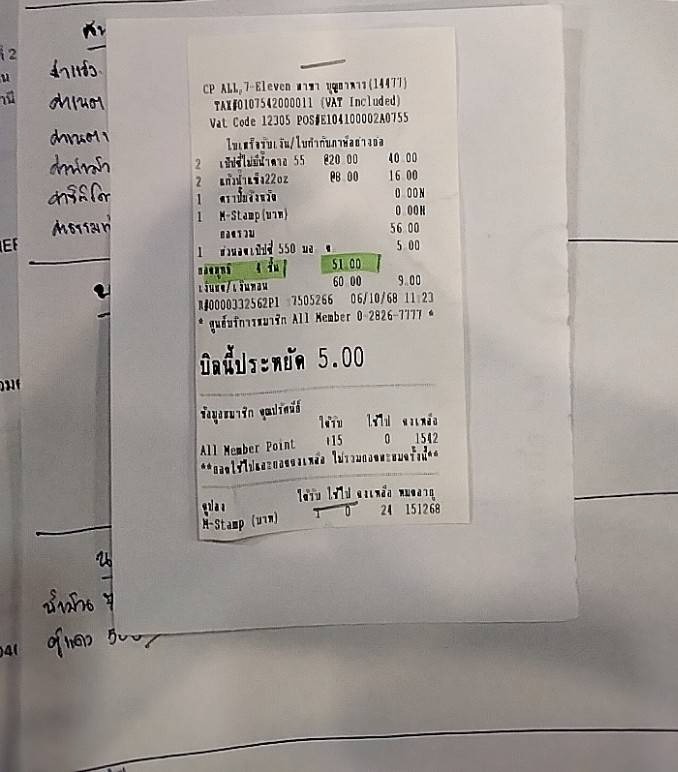 CP ALL,7-Eleven สาขา บุญถาวร(14477)
TAX#0107542000011 (VAT Included)
Vat Code 12305 POS#E104100002A0755
ใบเสร็จรับเงิน/ใบกำกับภาษีอย่างย่อ
2 เป๊ปซี่ไม่มีน้ำตาล 55 @20.00 40.00
2 แก้วน้ำแข็ง22oz @8.00 16.00
1 ตราปั๊มรางวัล 0.00N
1 M-Stamp(บาท) 0.00N
ยอดรวม 56.00
1 ส่วนลดเป๊ปซี่ 550 มล 5.00
ยอดสุทธิ 4 ชิ้น 51.00
เงินสด/เงินทอน 60.00 9.00
R#0000332562P1 :7505266 06/10/68 11:23
* ศูนย์บริการสมาชิก All Member 0-2826-7777 *
บิลนี้ประหยัด 5.00
ข้อมูลสมาชิก
ได้รับ ใช้ไป คงเหลือ
All Member Point +15 0 1542
**ยอดใช้ไปและยอดคงเหลือ ไม่รวมยอดสะสมครั้งนี้**
ได้รับ ใช้ไป คงเหลือ หมดอายุ
คูปอง
M-Stamp (บาท) 1 0 24 151268